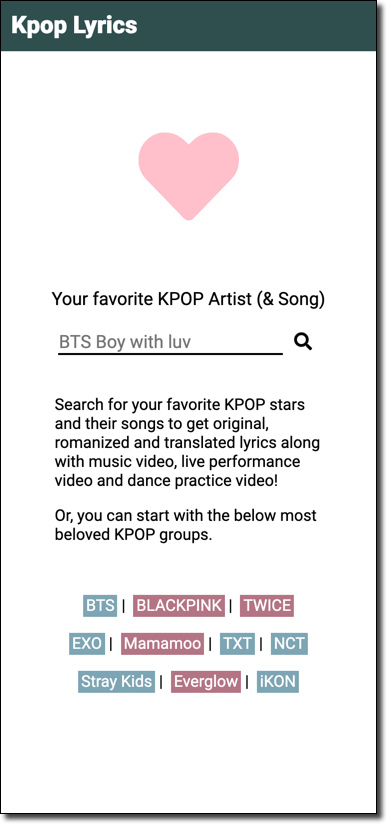 Kpop Lyrics
Your favorite KPOP Artist (& Song)
BTS Boy with luv
Search for your favorite KPOP stars
and their songs to get original,
romanized and translated lyrics along
with music video, live performance
video and dance practice video!
Or, you can start with the below most
beloved KPOP groups.
BTS | BLACKPINK | TWICE
EXO | Mamamoo | TXT | NCT
Stray Kids | Everglow | iKON